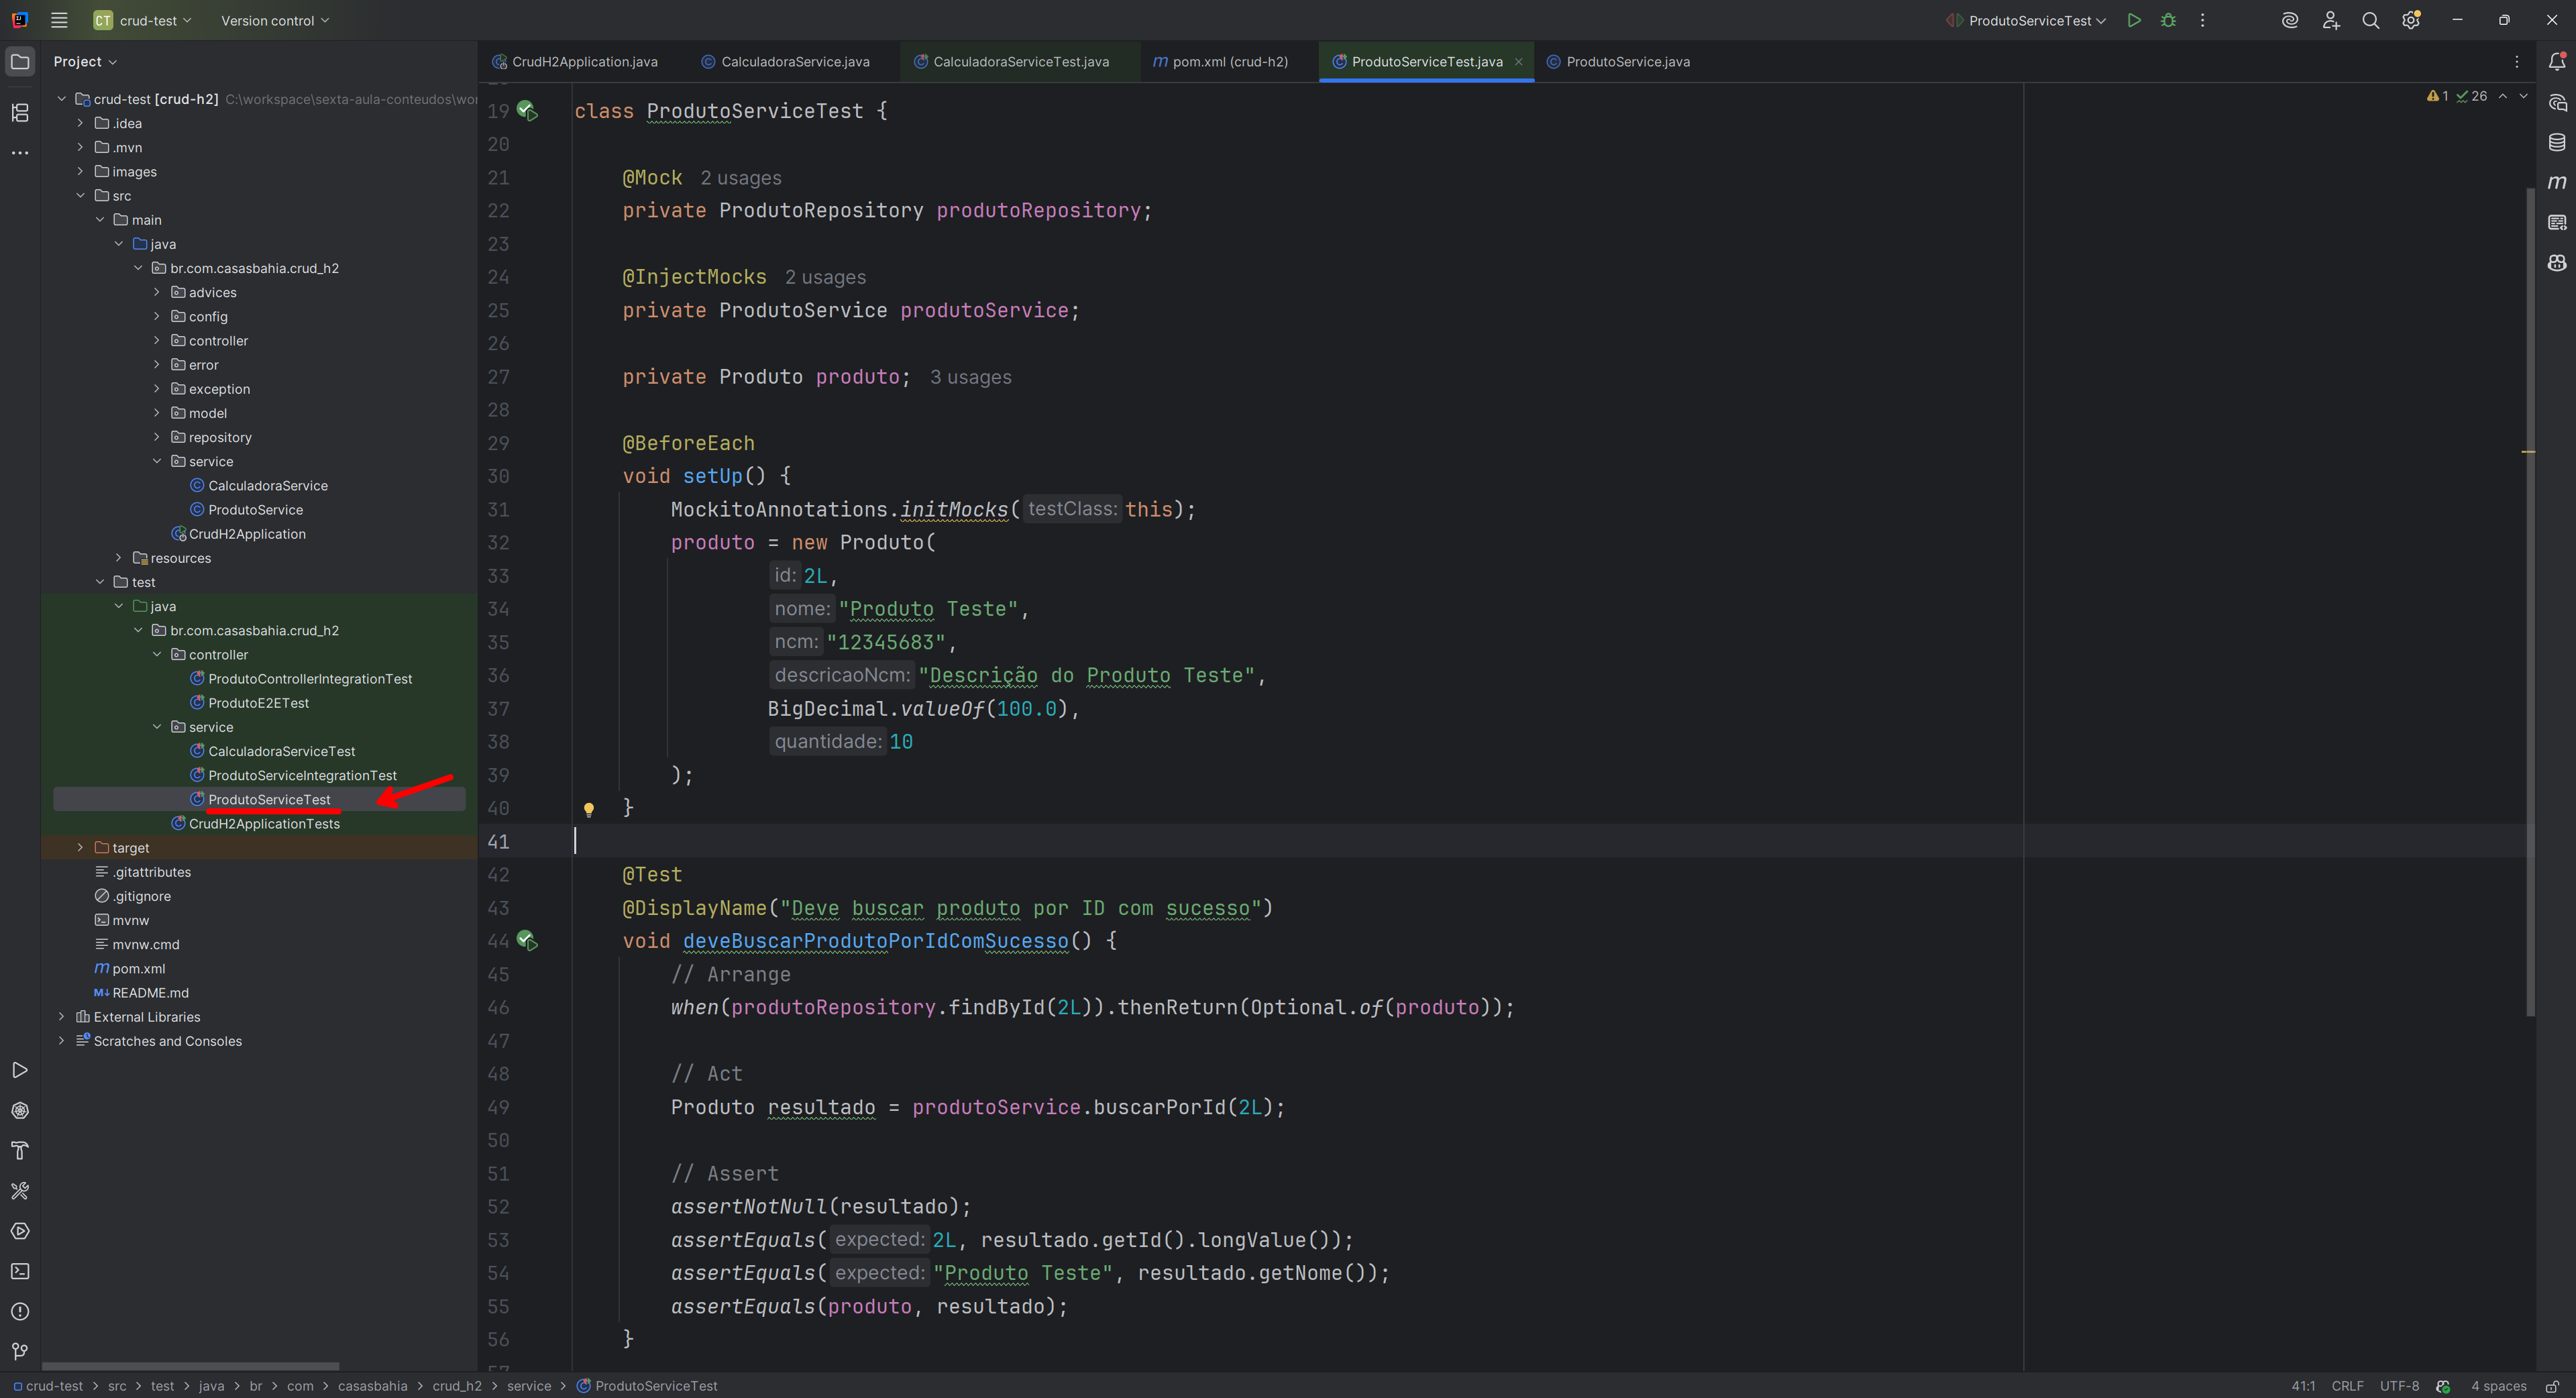 CT crud-test Version control ProdutoServiceTest
Project
CrudH2Application.java CalculadoraService.java CalculadoraServiceTest.java m pom.xml (crud-h2) ProdutoServiceTest.java ProdutoService.java
crud-test [crud-h2] C:\workspace\sexta-aula-conteudos\wor
.idea
.mvn
images
src
main
java
br.com.casasbahia.crud_h2
advices
config
controller
error
exception
model
repository
service
CalculadoraService
ProdutoService
CrudH2Application
resources
test
java
br.com.casasbahia.crud_h2
controller
ProdutoControllerIntegrationTest
ProdutoE2ETest
service
CalculadoraServiceTest
ProdutoServiceIntegrationTest
ProdutoServiceTest
CrudH2ApplicationTests
target
.gitattributes
.gitignore
mvnw
mvnw.cmd
m pom.xml
M↓ README.md
External Libraries
Scratches and Consoles
1 26
19 class ProdutoServiceTest {
20
21 @Mock 2 usages
22 private ProdutoRepository produtoRepository;
23
24 @InjectMocks 2 usages
25 private ProdutoService produtoService;
26
27 private Produto produto; 3 usages
28
29 @BeforeEach
30 void setUp() {
31 MockitoAnnotations.initMocks( testClass: this);
32 produto = new Produto(
33 id: 2L,
34 nome: "Produto Teste",
35 ncm: "12345683",
36 descricaoNcm: "Descrição do Produto Teste",
37 BigDecimal.valueOf(100.0),
38 quantidade: 10
39 );
40 }
41
42 @Test
43 @DisplayName("Deve buscar produto por ID com sucesso")
44 void deveBuscarProdutoPorIdComSucesso() {
45 // Arrange
46 when(produtoRepository.findById(2L)).thenReturn(Optional.of(produto));
47
48 // Act
49 Produto resultado = produtoService.buscarPorId(2L);
50
51 // Assert
52 assertNotNull(resultado);
53 assertEquals( expected: 2L, resultado.getId().longValue());
54 assertEquals( expected: "Produto Teste", resultado.getNome());
55 assertEquals(produto, resultado);
56 }
57
crud-test > src > test > java > br > com > casasbahia > crud_h2 > service > ProdutoServiceTest 41:1 CRLF UTF-8 4 spaces